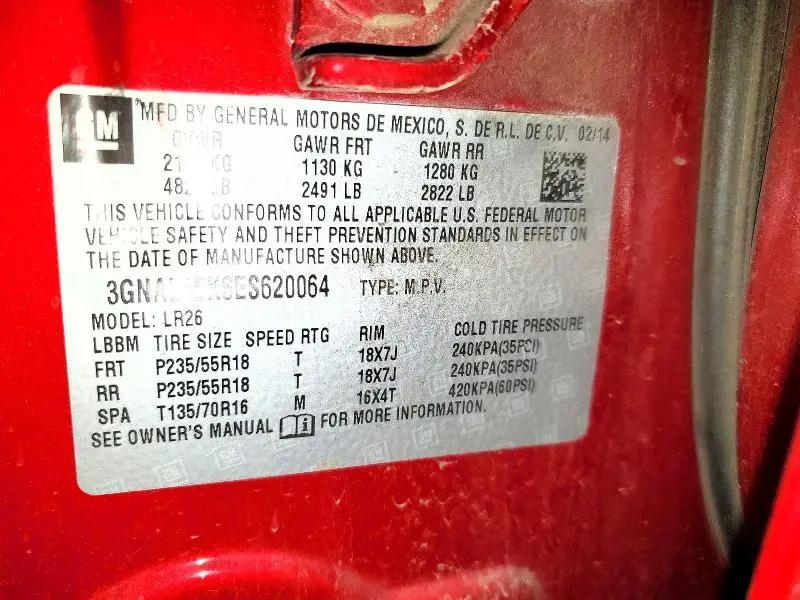 GM
MFD BY GENERAL MOTORS DE MEXICO, S. DE R.L. DE C.V. 02/14
GAWR FRT GAWR RR
KG 1130 KG 1280 KG
LB 2491 LB 2822 LB
THIS VEHICLE CONFORMS TO ALL APPLICABLE U.S. FEDERAL MOTOR
VEHICLE SAFETY AND THEFT PREVENTION STANDARDS IN EFFECT ON
THE DATE OF MANUFACTURE SHOWN ABOVE.
TYPE: M.P.V.
MODEL: LR26
LBBM TIRE SIZE SPEED RTG RIM COLD TIRE PRESSURE
FRT P235/55R18 T 18X7J 240KPA(35PSI)
RR P235/55R18 T 18X7J 240KPA(35PSI)
SPA T135/70R16 M 16X4T 420KPA(60PSI)
SEE OWNER'S MANUAL FOR MORE INFORMATION.